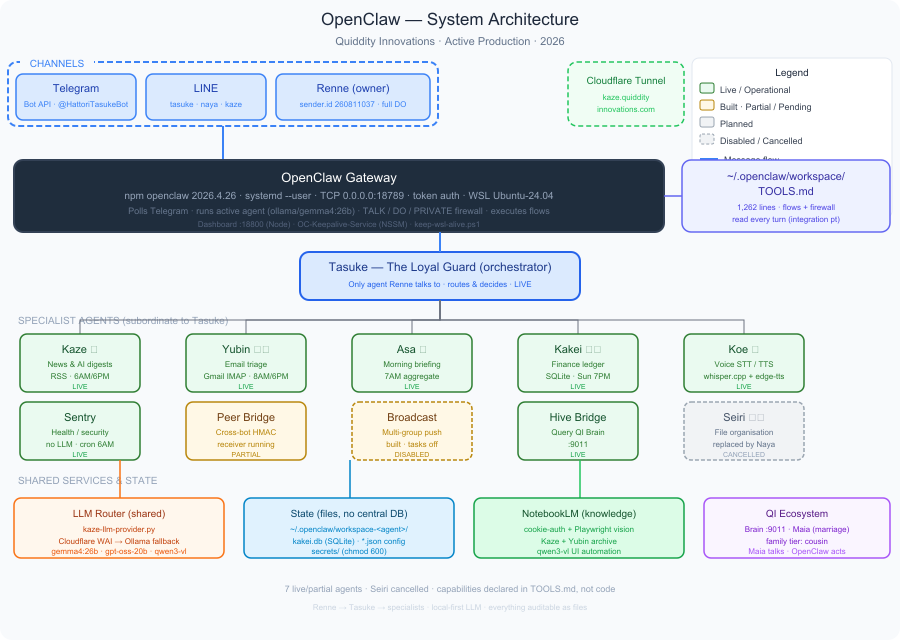 OpenClaw — System Architecture
Quiddity Innovations · Active Production · 2026
CHANNELS
Telegram
Bot API · @HattoriTasukeBot
LINE
tasuke · naya · kaze
Renne (owner)
sender.id 260811037 · full DO
Cloudflare Tunnel
kaze.quiddity
innovations.com
Legend
Live / Operational
Built · Partial / Pending
Planned
Disabled / Cancelled
Message flow
OpenClaw Gateway
npm openclaw 2026.4.26 · systemd --user · TCP 0.0.0.0:18789 · token auth · WSL Ubuntu-24.04
Polls Telegram · runs active agent (ollama/gemma4:26b) · TALK / DO / PRIVATE firewall · executes flows
Dashboard :18800 (Node) · OC-Keepalive-Service (NSSM) · keep-wsl-alive.ps1
~/.openclaw/workspace/
TOOLS.md
1,262 lines · flows + firewall
read every turn (integration pt)
Tasuke — The Loyal Guard (orchestrator)
Only agent Renne talks to · routes & decides · LIVE
SPECIALIST AGENTS (subordinate to Tasuke)
Kaze
News & AI digests
RSS · 6AM/6PM
LIVE
Yubin
Email triage
Gmail IMAP · 8AM/6PM
LIVE
Asa
Morning briefing
7AM aggregate
LIVE
Kakei
Finance ledger
SQLite · Sun 7PM
LIVE
Koe
Voice STT / TTS
whisper.cpp + edge-tts
LIVE
Sentry
Health / security
no LLM · cron 6AM
LIVE
Peer Bridge
Cross-bot HMAC
receiver running
PARTIAL
Broadcast
Multi-group push
built · tasks off
DISABLED
Hive Bridge
Query QI Brain
:9011
LIVE
Seiri
File organisation
replaced by Naya
CANCELLED
SHARED SERVICES & STATE
LLM Router (shared)
kaze-llm-provider.py
Cloudflare WAI → Ollama fallback
gemma4:26b · gpt-oss-20b · qwen3-vl
State (files, no central DB)
~/.openclaw/workspace-<agent>/
kakei.db (SQLite) · *.json config
secrets/ (chmod 600)
NotebookLM (knowledge)
cookie-auth + Playwright vision
Kaze + Yubin archive
qwen3-vl UI automation
QI Ecosystem
Brain :9011 · Maia (marriage)
family tier: cousin
Maia talks · OpenClaw acts
7 live/partial agents · Seiri cancelled · capabilities declared in TOOLS.md, not code
Renne → Tasuke → specialists · local-first LLM · everything auditable as files